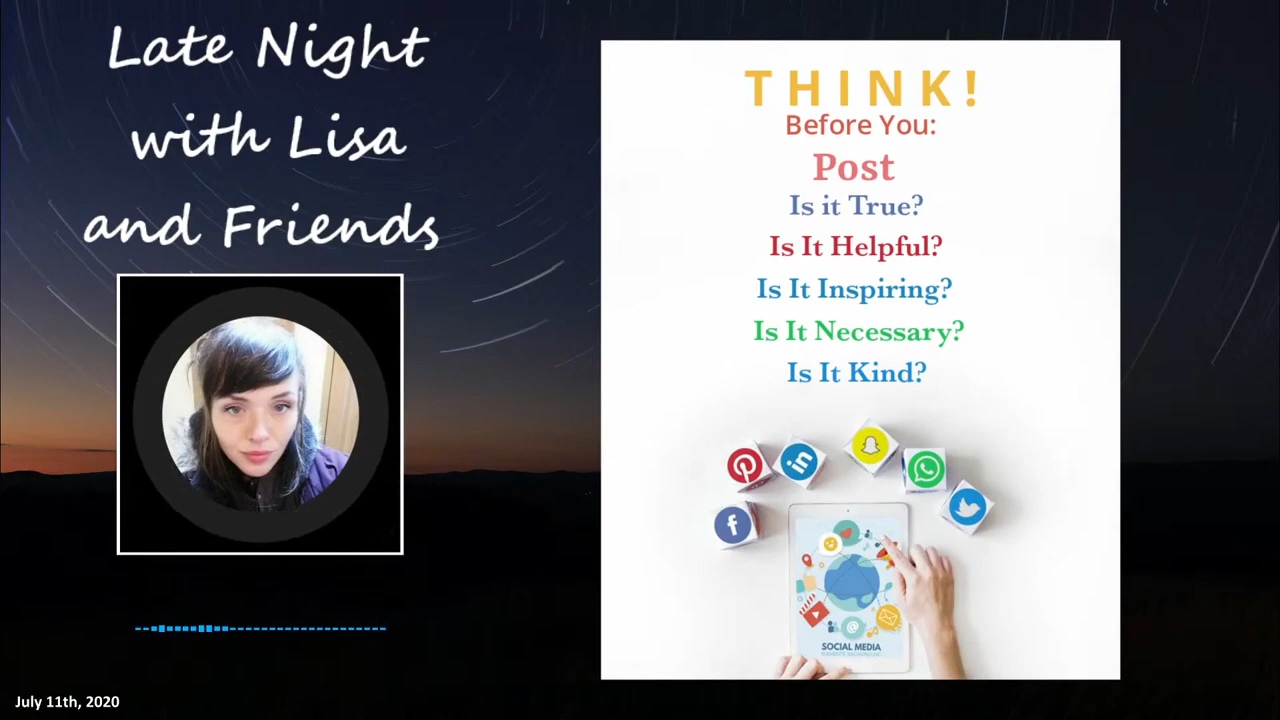 Late Night
with Lisa
and Friends
THINK!
Before You:
Post
Is it True?
Is It Helpful?
Is It Inspiring?
Is It Necessary?
Is It Kind?
in
f
@
SOCIAL MEDIA
July 11th, 2020